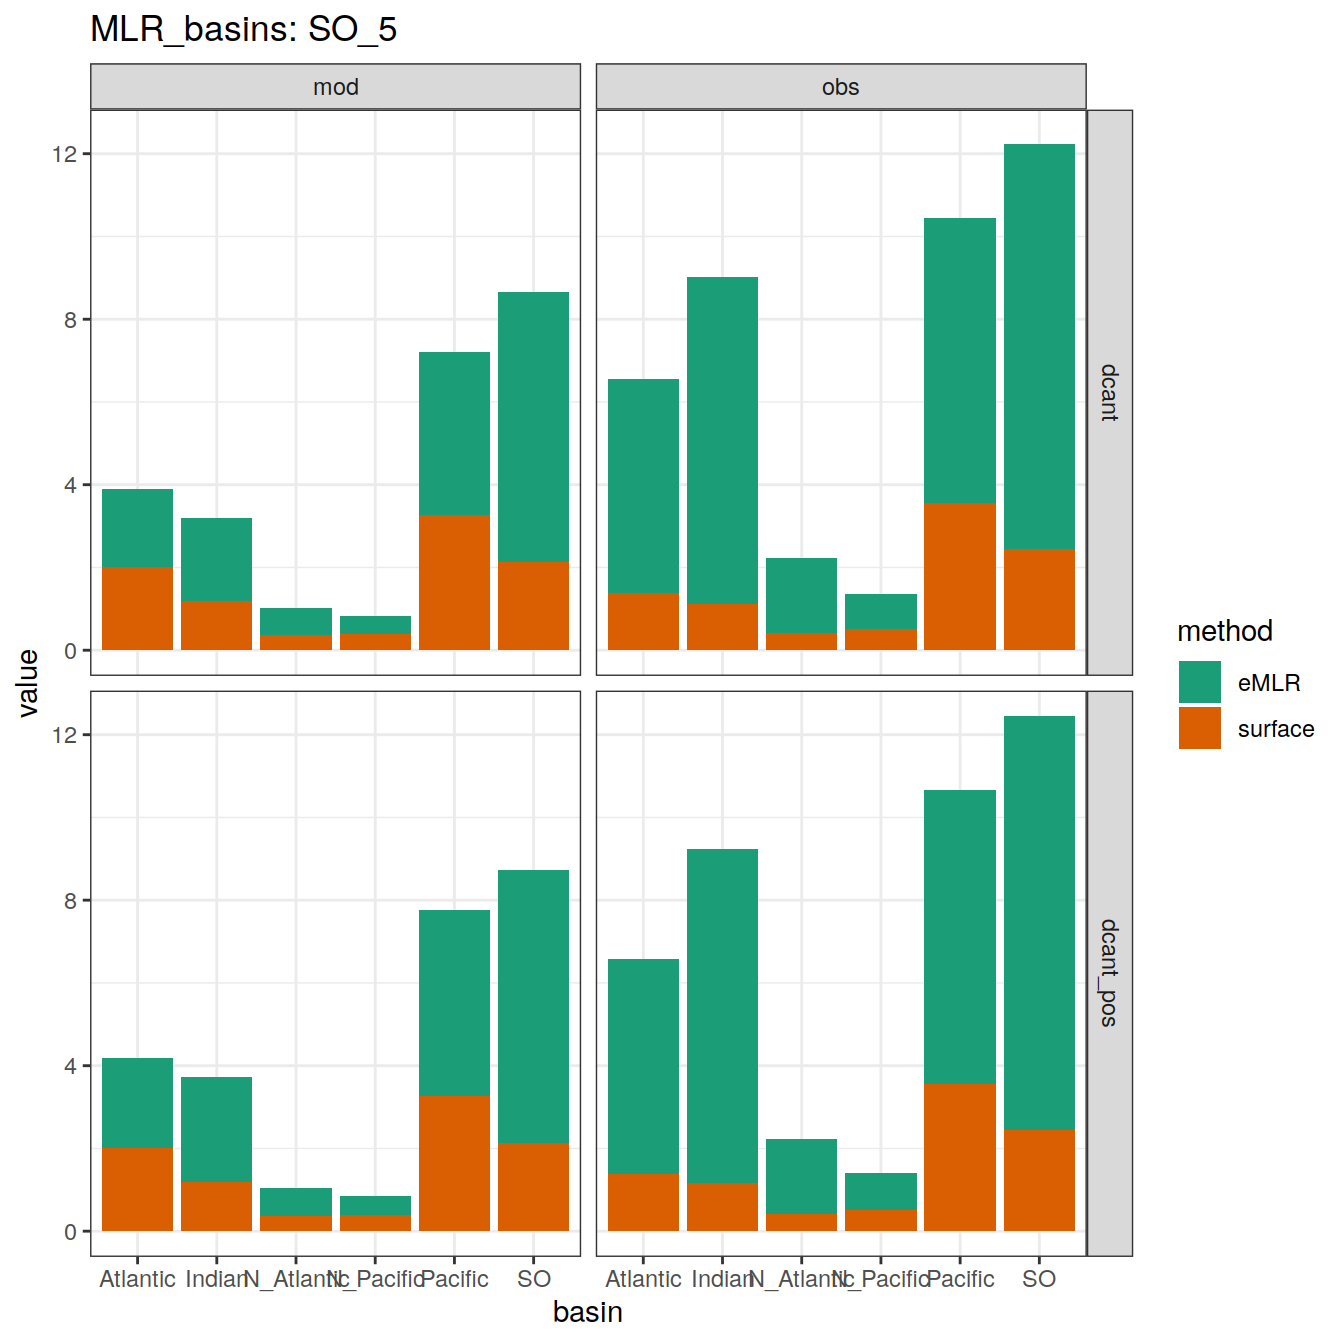 MLR_basins: SO_5
mod
obs
12
8
4
0
dcant
12
8
4
0
dcant_pos
value
Atlantic Indian N_Atlantic N_Pacific Pacific SO
Atlantic Indian N_Atlantic N_Pacific Pacific SO
basin
method
eMLR
surface